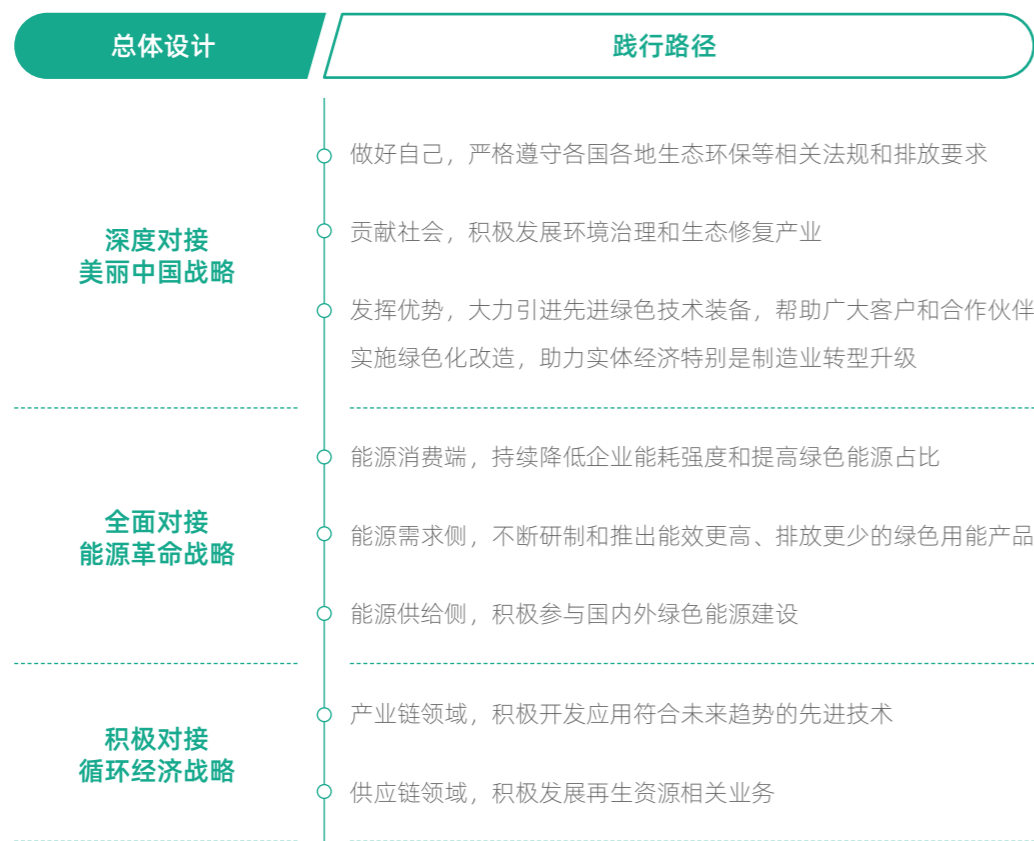 总体设计
践行路径
深度对接
美丽中国战略
做好自己，严格遵守各国各地生态环保等相关法规和排放要求
贡献社会，积极发展环境治理和生态修复产业
发挥优势，大力引进先进绿色技术装备，帮助广大客户和合作伙伴
实施绿色化改造，助力实体经济特别是制造业转型升级
全面对接
能源革命战略
能源消费端，持续降低企业能耗强度和提高绿色能源占比
能源需求侧，不断研制和推出能效更高、排放更少的绿色用能产品
能源供给侧，积极参与国内外绿色能源建设
积极对接
循环经济战略
产业链领域，积极开发应用符合未来趋势的先进技术
供应链领域，积极发展再生资源相关业务